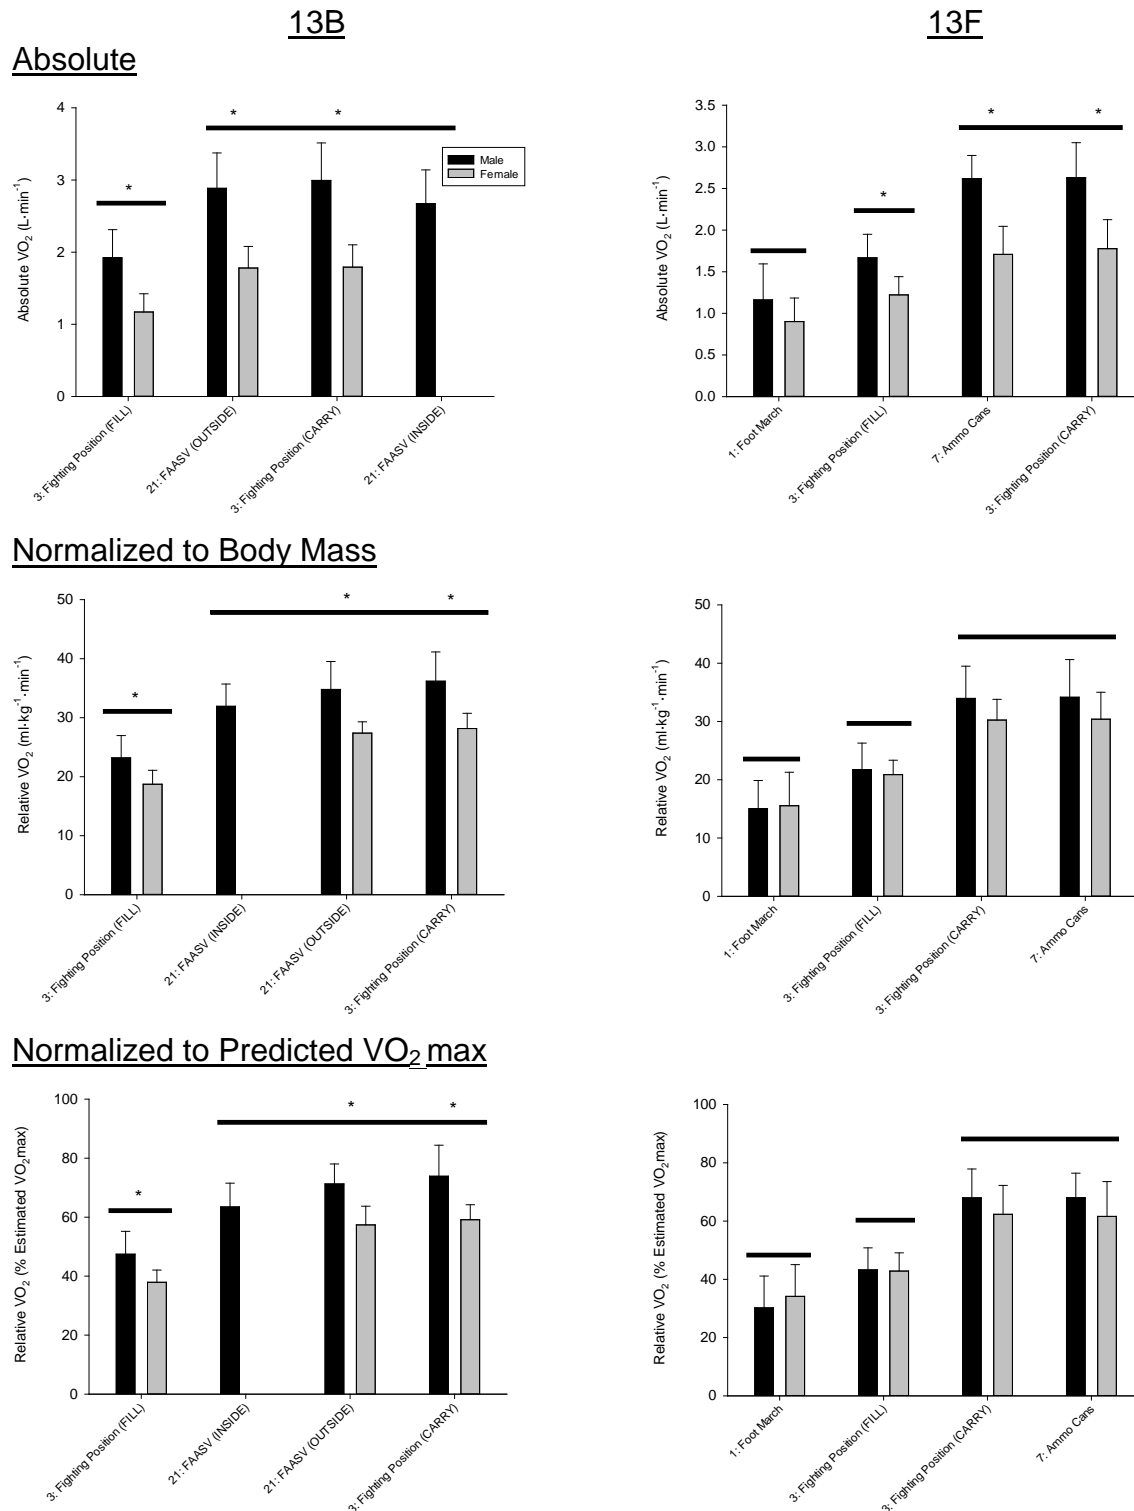 13B
13F
Absolute
4
3
2
1
0
Absolute VO2 (L·min-1)
*
*
*
Male
Female
3: Fighting Position (FILL)
21: FAASV (OUTSIDE)
3: Fighting Position (CARRY)
21: FAASV (INSIDE)
3.5
3.0
2.5
2.0
1.5
1.0
0.5
0.0
Absolute VO2 (L·min-1)
*
*
*
1: Foot March
3: Fighting Position (FILL)
7: Ammo Cans
3: Fighting Position (CARRY)
Normalized to Body Mass
50
40
30
20
10
0
Relative VO2 (ml·kg-1·min-1)
*
*
*
3: Fighting Position (FILL)
21: FAASV (INSIDE)
21: FAASV (OUTSIDE)
3: Fighting Position (CARRY)
50
40
30
20
10
0
Relative VO2 (ml·kg-1·min-1)
1: Foot March
3: Fighting Position (FILL)
3: Fighting Position (CARRY)
7: Ammo Cans
Normalized to Predicted VO2 max
100
80
60
40
20
0
Relative VO2 (% Estimated VO2max)
*
*
*
3: Fighting Position (FILL)
21: FAASV (INSIDE)
21: FAASV (OUTSIDE)
3: Fighting Position (CARRY)
100
80
60
40
20
0
Relative VO2 (% Estimated VO2max)
1: Foot March
3: Fighting Position (FILL)
3: Fighting Position (CARRY)
7: Ammo Cans